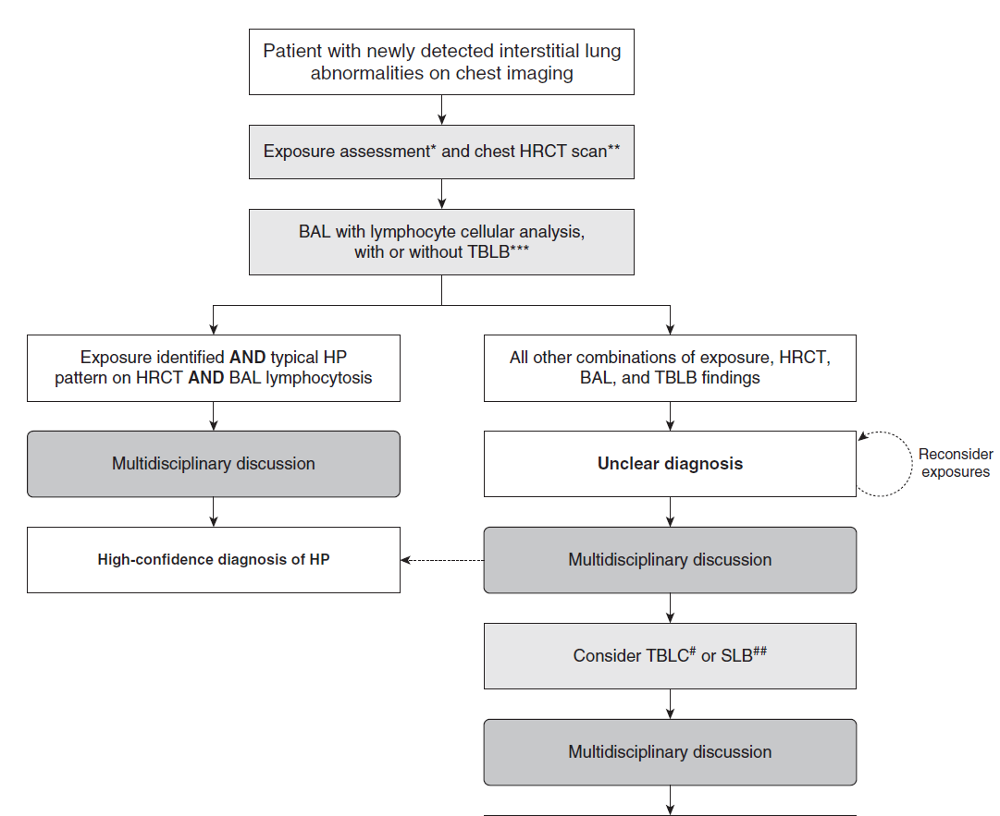 Patient with newly detected interstitial lung
abnormalities on chest imaging
Exposure assessment* and chest HRCT scan**
BAL with lymphocyte cellular analysis,
with or without TBLB***
Exposure identified AND typical HP
pattern on HRCT AND BAL lymphocytosis
All other combinations of exposure, HRCT,
BAL, and TBLB findings
Multidisciplinary discussion
Unclear diagnosis
Reconsider
exposures
High-confidence diagnosis of HP
Multidisciplinary discussion
Consider TBLC# or SLB##
Multidisciplinary discussion